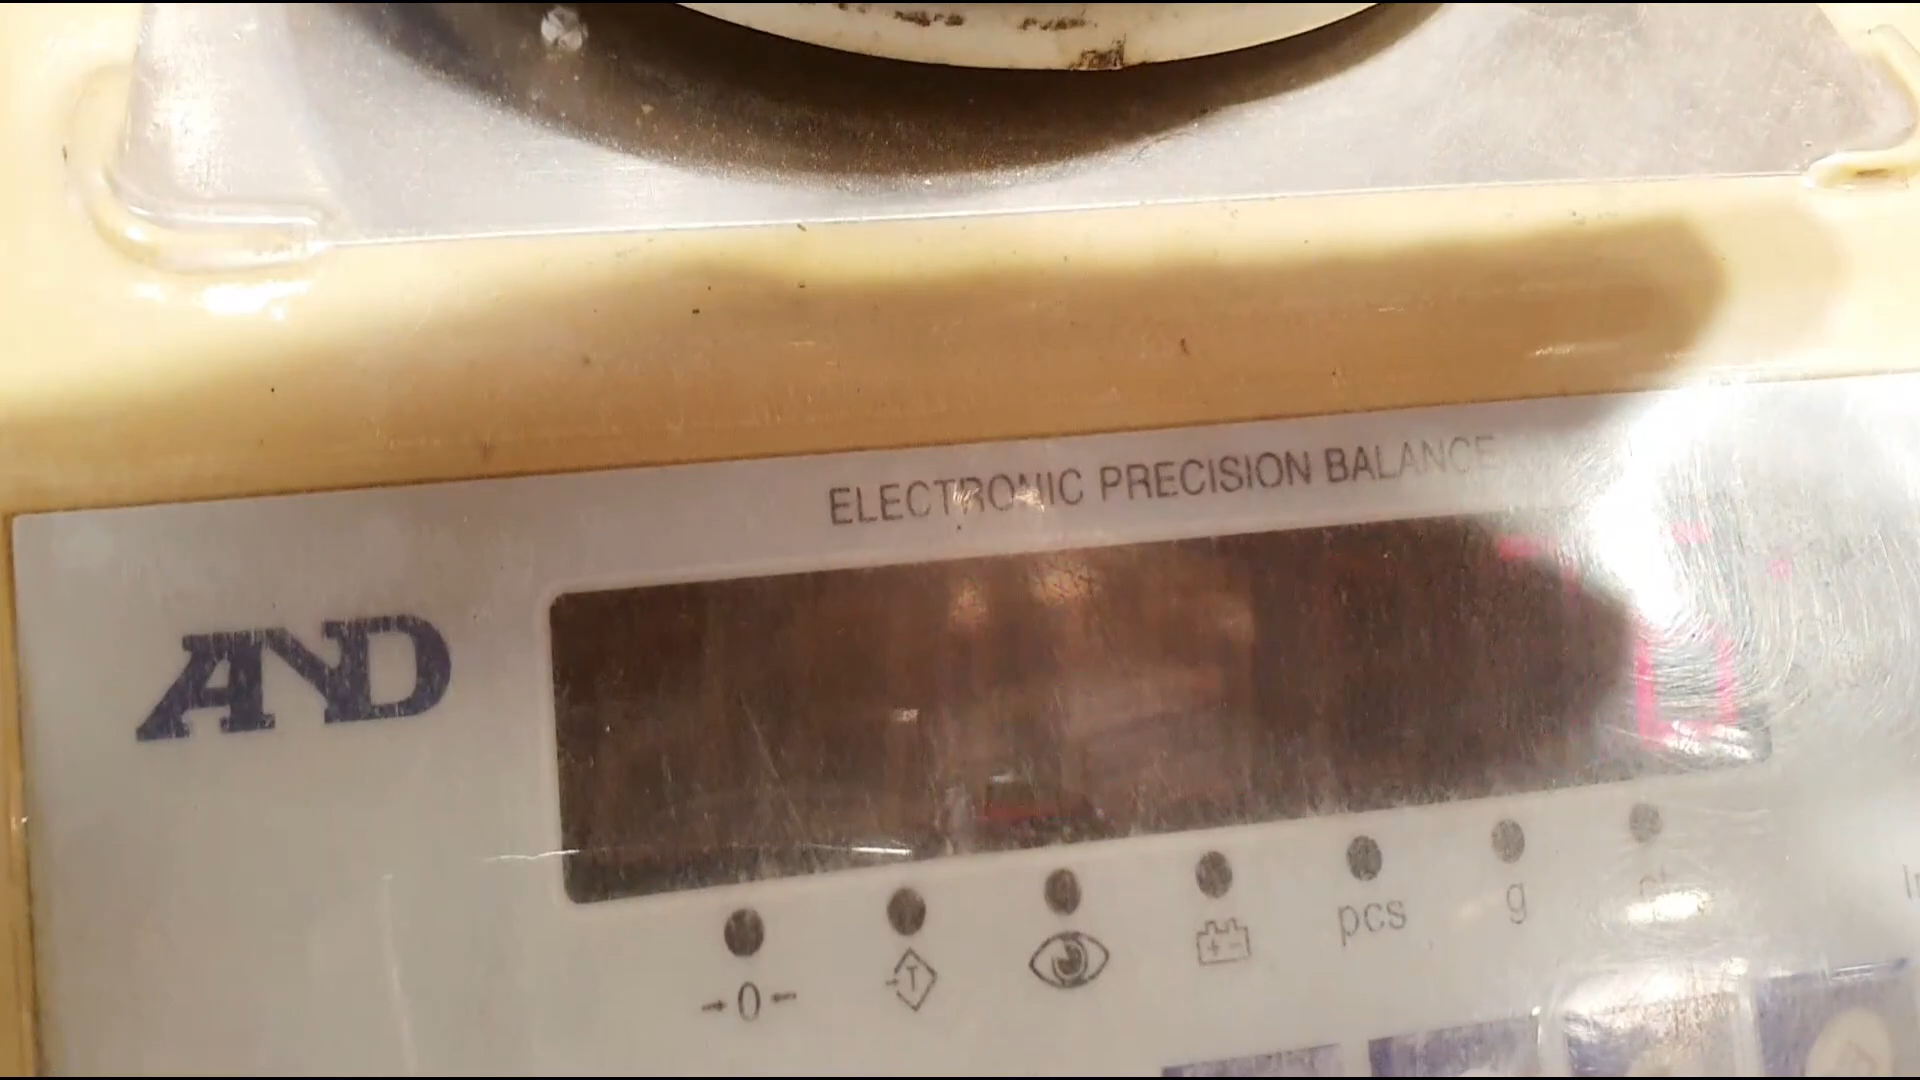 ELECTRONIC PRECISION BALANCE
AND
→0←
T
pcs
g